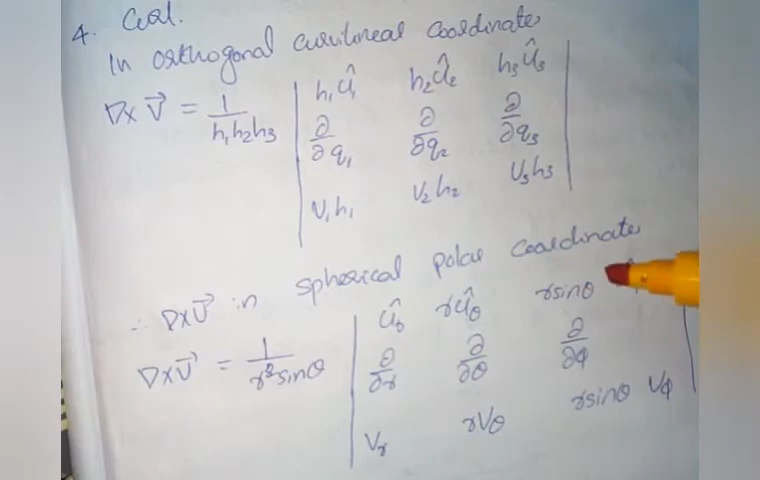 4. Curl.
In orthogonal curvilineal coordinates
∇×V⃗ = 1/h₁h₂h₃ | h₁û₁ h₂û₂ h₃û₃ |
∂/∂q₁ ∂/∂q₂ ∂/∂q₃
V₁h₁ V₂h₂ V₃h₃
∴ ∇×V⃗ in spherical polar coordinate
∇×V⃗ = 1/r²sinθ | ûr rûθ rsinθ
∂/∂r ∂/∂θ ∂/∂ϕ
Vr rVθ rsinθ Vϕ |